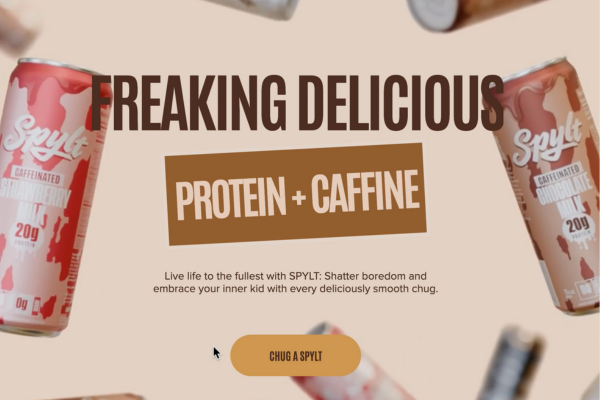 FREAKING DELICIOUS
PROTEIN + CAFFINE
Live life to the fullest with SPYLT: Shatter boredom and
embrace your inner kid with every deliciously smooth chug.
CHUG A SPYLT
Spylt
CAFFEINATED
STRAWBERRY
MILK
20g
PROTEIN
0g
Spylt
CAFFEINATED
CHOCOLATE
MILK
20g
PROTEIN